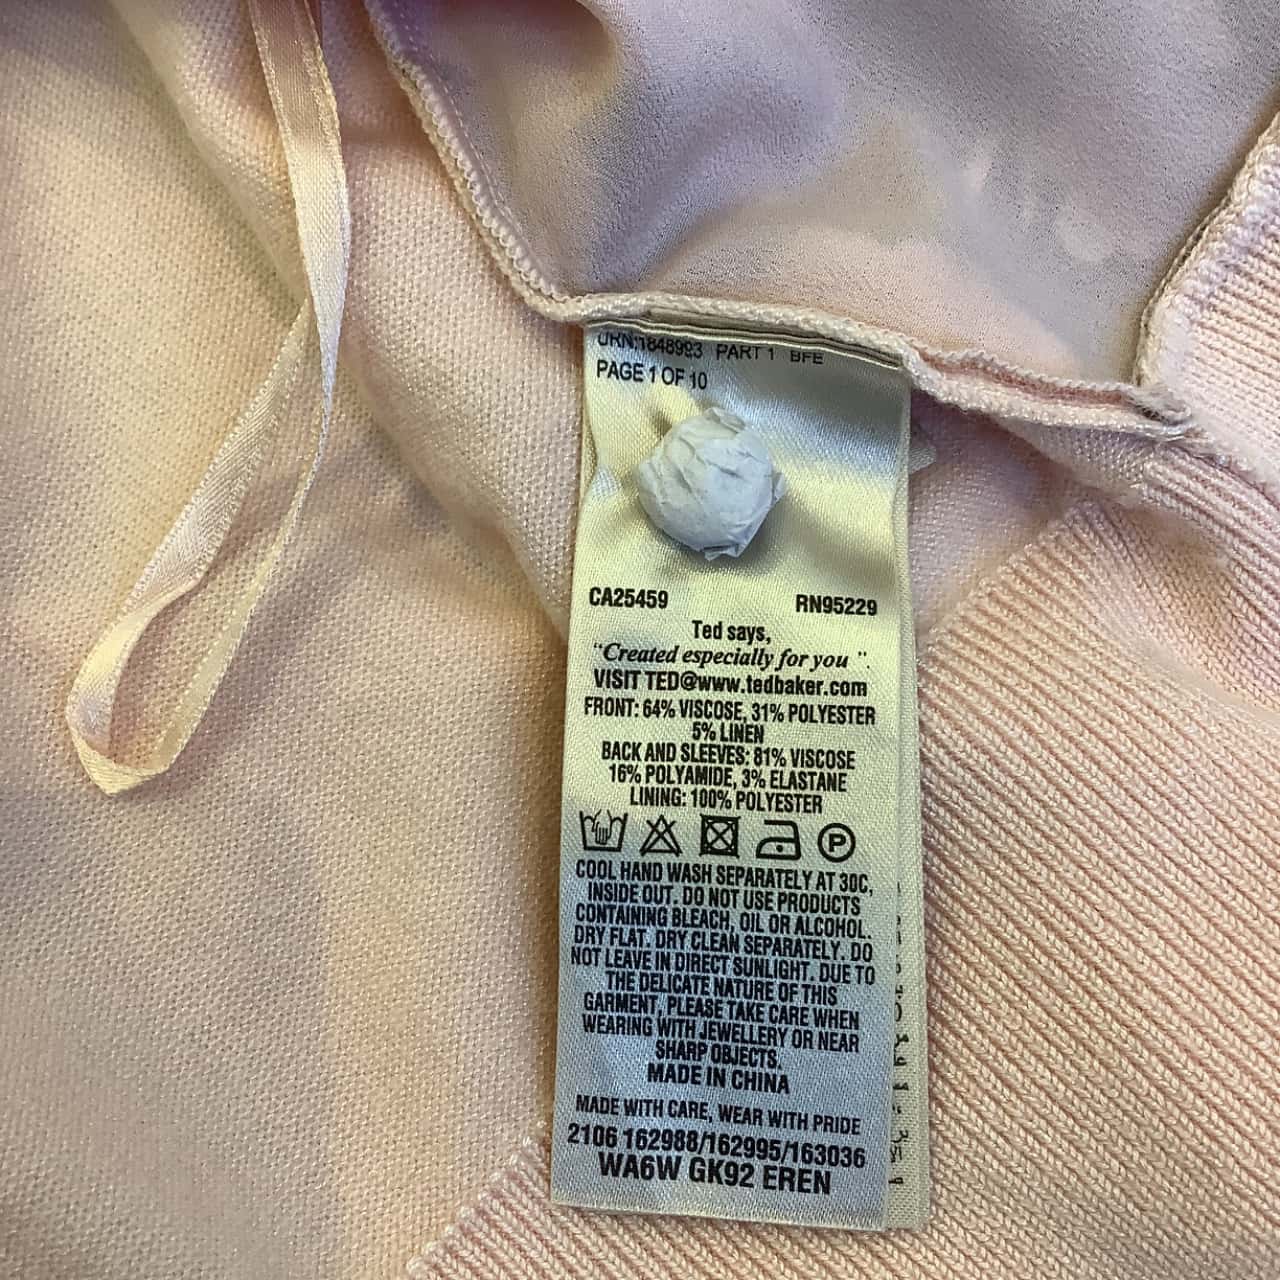 URN:1848993 PART 1 BFE
PAGE 1 OF 10
CA25459 RN95229
Ted says,
"Created especially for you ".
VISIT TED@www.tedbaker.com
FRONT: 64% VISCOSE, 31% POLYESTER
5% LINEN
BACK AND SLEEVES: 81% VISCOSE
16% POLYAMIDE, 3% ELASTANE
LINING: 100% POLYESTER
P
COOL HAND WASH SEPARATELY AT 30C,
INSIDE OUT. DO NOT USE PRODUCTS
CONTAINING BLEACH, OIL OR ALCOHOL.
DRY FLAT. DRY CLEAN SEPARATELY. DO
NOT LEAVE IN DIRECT SUNLIGHT. DUE TO
THE DELICATE NATURE OF THIS
GARMENT, PLEASE TAKE CARE WHEN
WEARING WITH JEWELLERY OR NEAR
SHARP OBJECTS.
MADE IN CHINA
MADE WITH CARE, WEAR WITH PRIDE
2106 162988/162995/163036
WA6W GK92 EREN